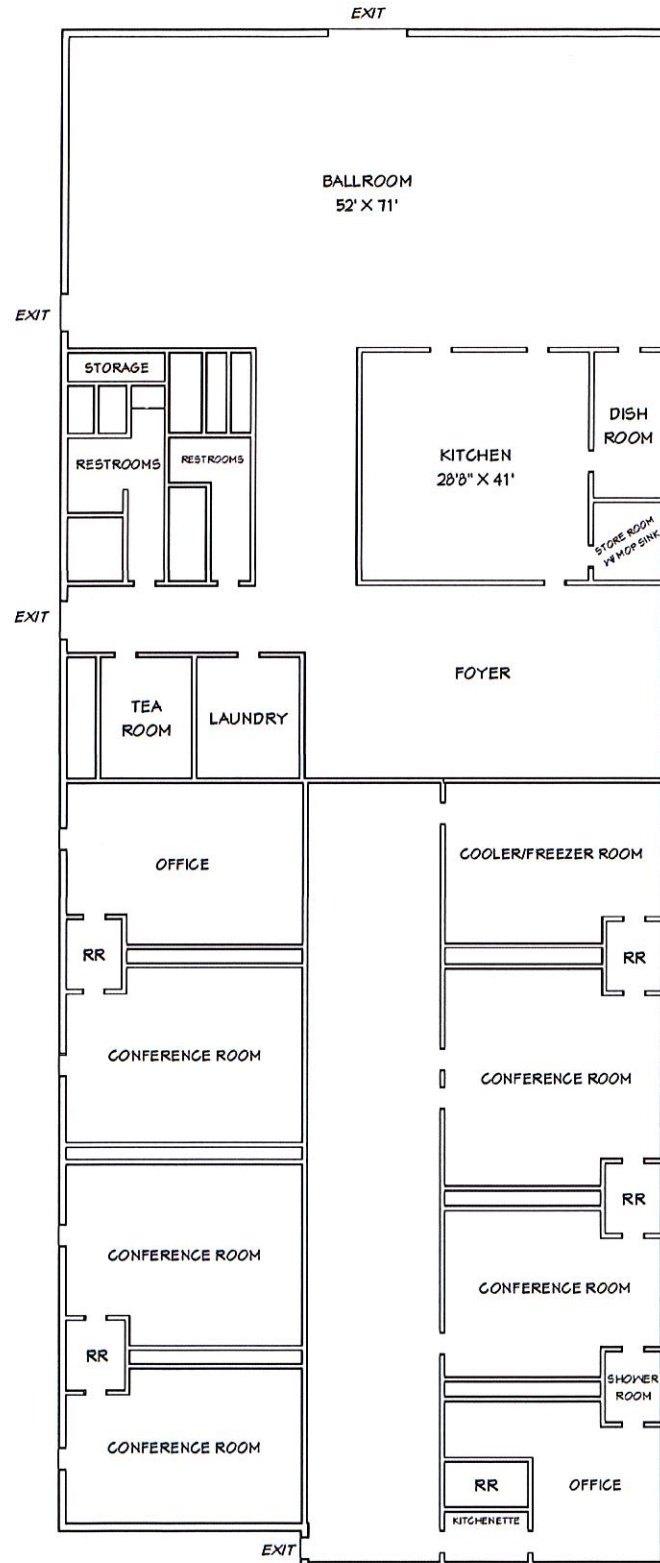 EXIT
BALLROOM
52' X 71'
EXIT
STORAGE
RESTROOMS
RESTROOMS
KITCHEN
28'8" X 41'
DISH
ROOM
STORE ROOM
W/ MOP SINK
EXIT
FOYER
TEA
ROOM
LAUNDRY
OFFICE
COOLER/FREEZER ROOM
RR
RR
CONFERENCE ROOM
CONFERENCE ROOM
RR
CONFERENCE ROOM
CONFERENCE ROOM
RR
SHOWER
ROOM
CONFERENCE ROOM
RR
OFFICE
KITCHENETTE
EXIT